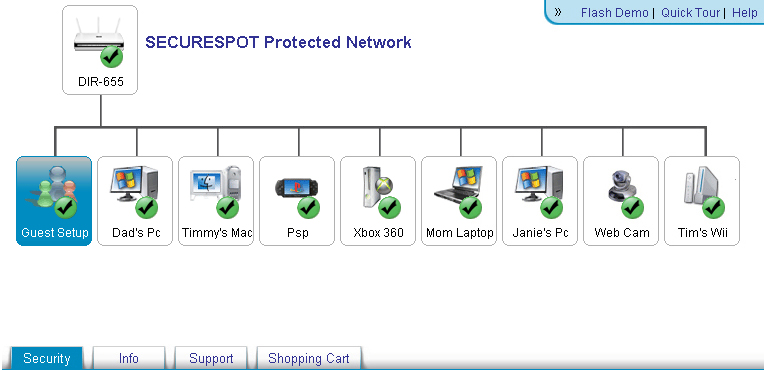 » Flash Demo | Quick Tour | Help
SECURESPOT Protected Network
DIR-655
Guest Setup
Dad's Pc
Timmy's Mac
Psp
Xbox 360
Mom Laptop
Janie's Pc
Web Cam
Tim's Wii
Security
Info
Support
Shopping Cart